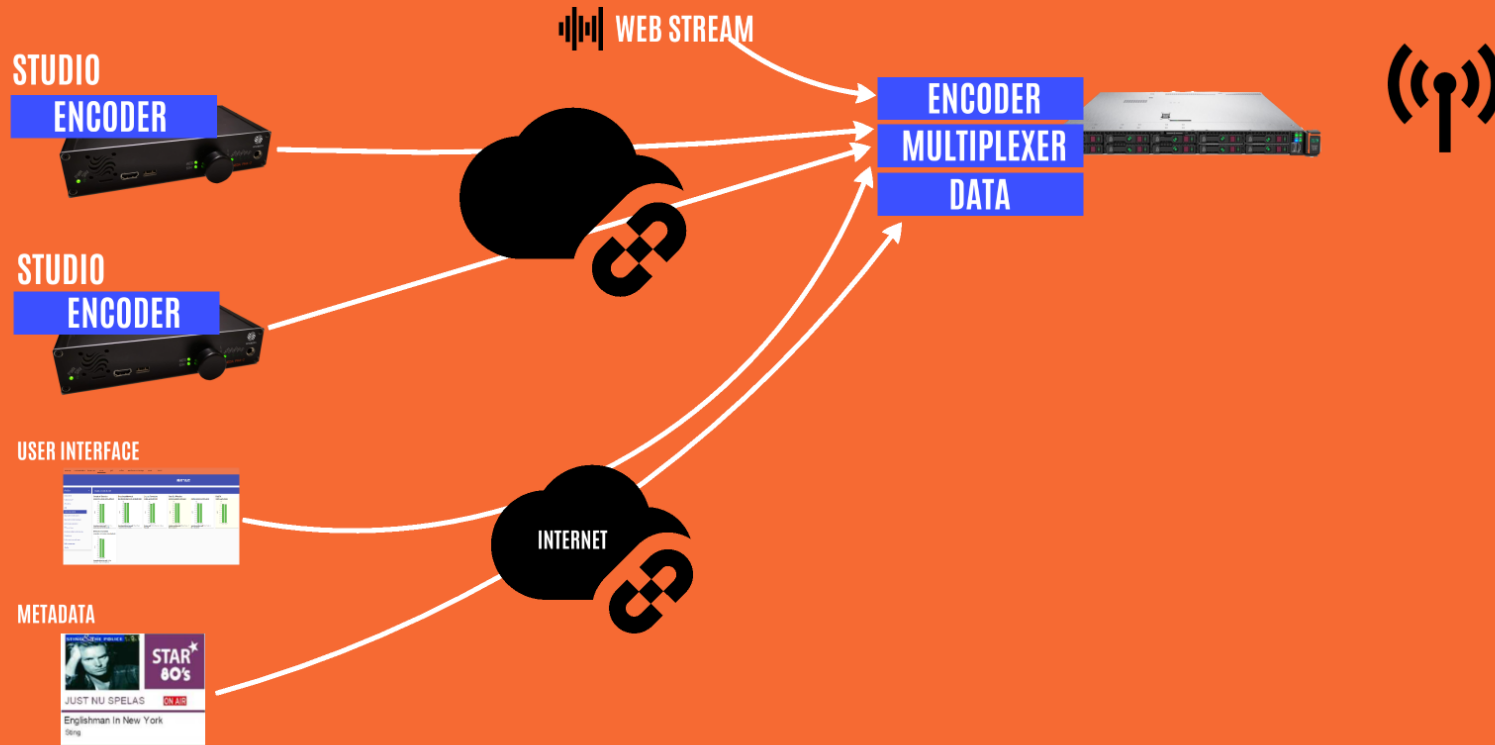 WEB STREAM
STUDIO
ENCODER
ENCODER
MULTIPLEXER
DATA
STUDIO
ENCODER
USER INTERFACE
INTERNET
METADATA
STAR
80's
JUST NU SPELAS
ON AIR
Englishman In New York
Sting